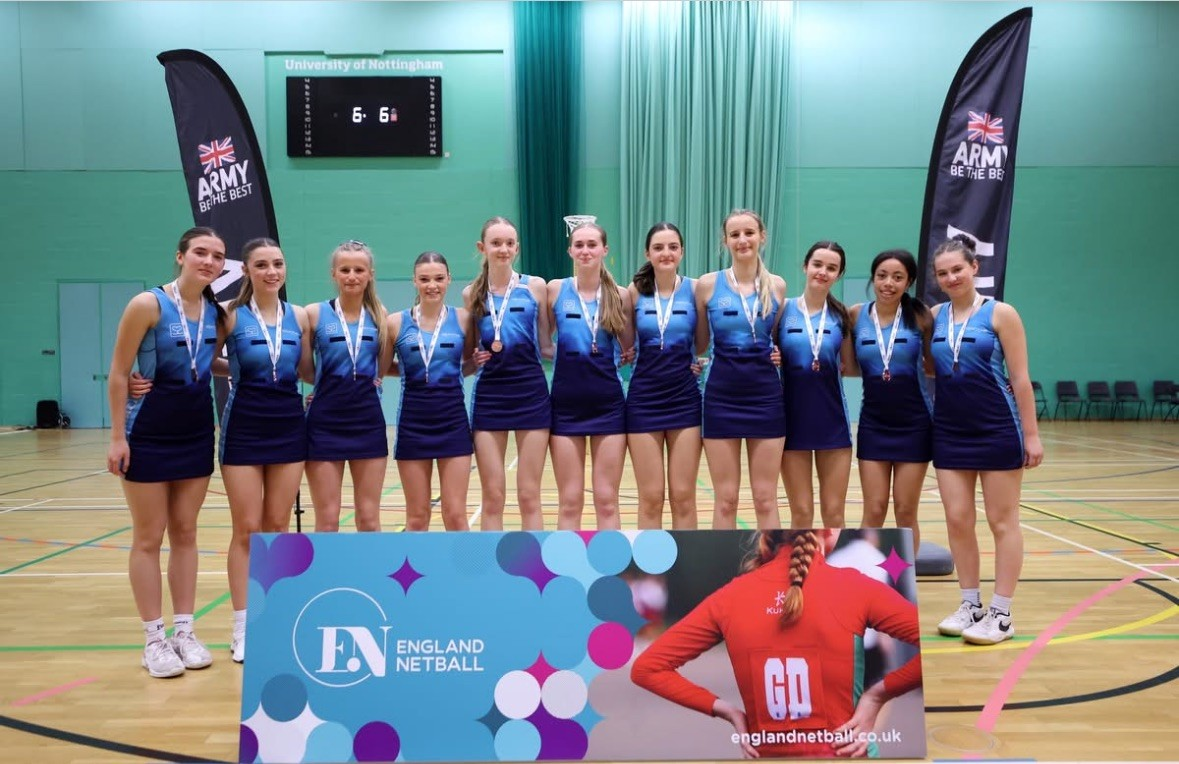 University of Nottingham
6 6
ARMY
BE THE BEST
ARMY
BE THE BEST
EN
ENGLAND
NETBALL
GD
englandnetball.co.uk